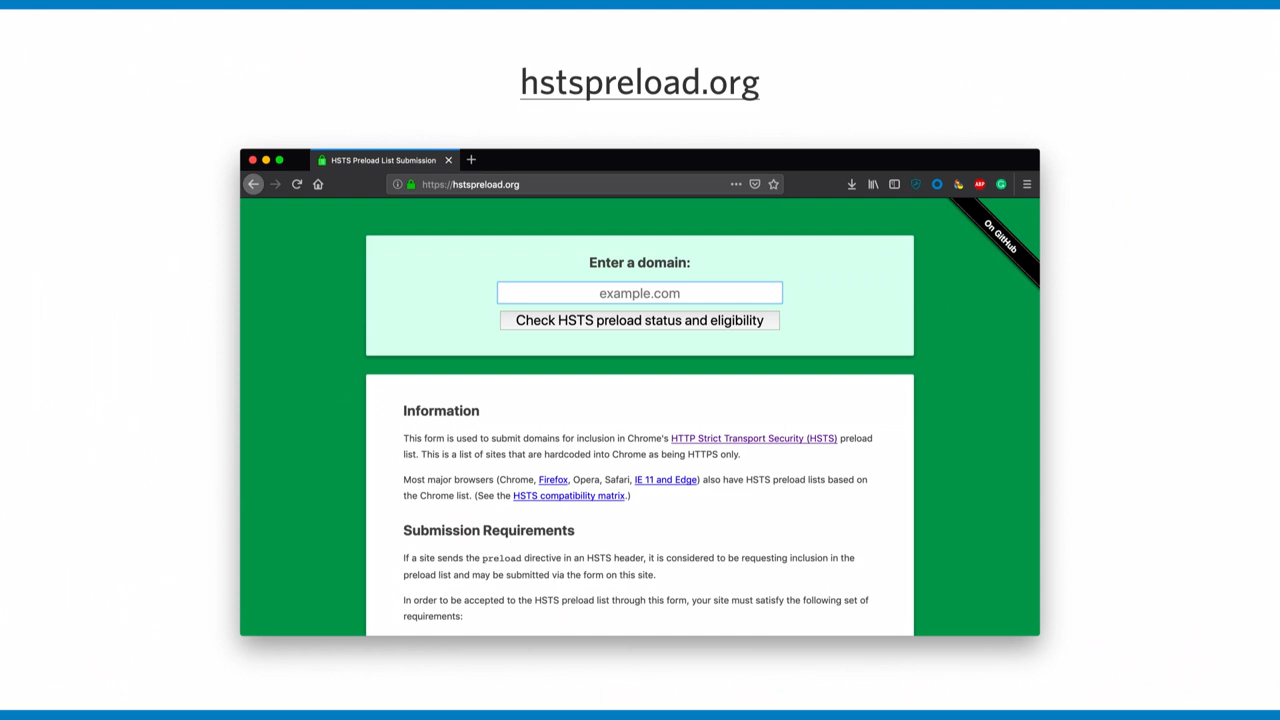 hstspreload.org
HSTS Preload List Submission
https://hstspreload.org
ABP
On GitHub
Enter a domain:
example.com
Check HSTS preload status and eligibility
Information
This form is used to submit domains for inclusion in Chrome's HTTP Strict Transport Security (HSTS) preload
list. This is a list of sites that are hardcoded into Chrome as being HTTPS only.
Most major browsers (Chrome, Firefox, Opera, Safari, IE 11 and Edge) also have HSTS preload lists based on
the Chrome list. (See the HSTS compatibility matrix.)
Submission Requirements
If a site sends the preload directive in an HSTS header, it is considered to be requesting inclusion in the
preload list and may be submitted via the form on this site.
In order to be accepted to the HSTS preload list through this form, your site must satisfy the following set of
requirements: